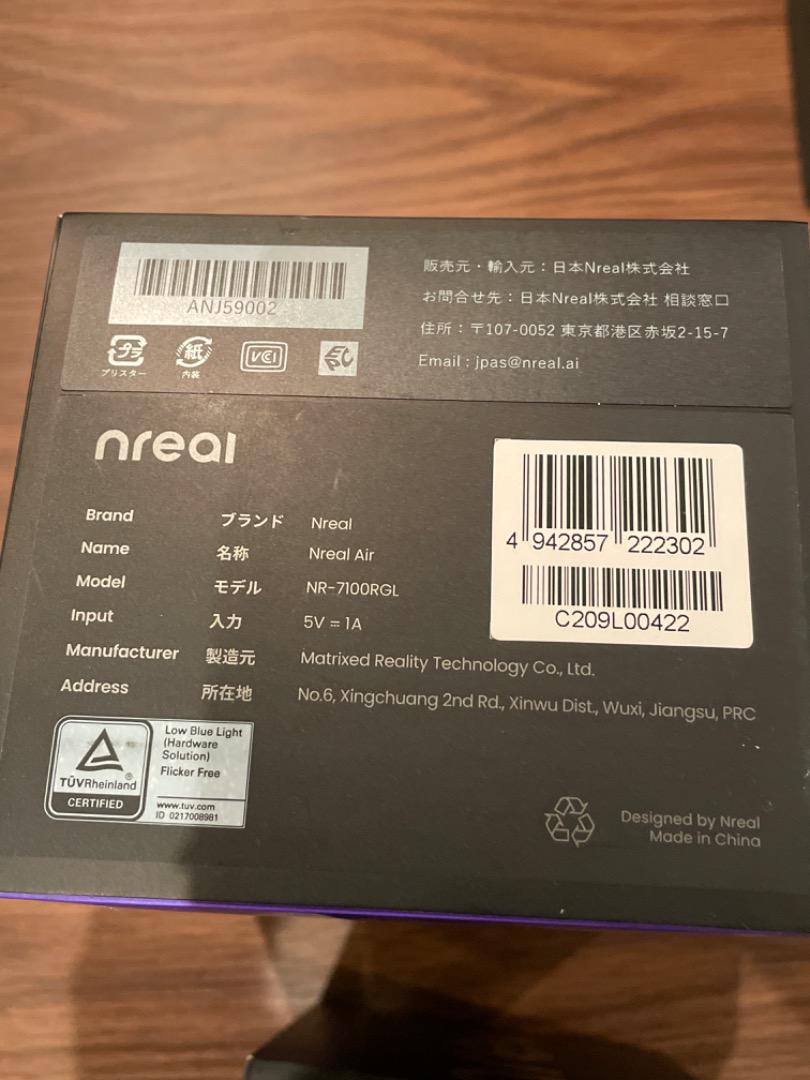 ANJ59002
プラ
ブリスター
紙
内装
VCCI
販売元・輸入元：日本Nreal株式会社
お問合せ先：日本Nreal株式会社 相談窓口
住所：〒107-0052 東京都港区赤坂2-15-7
Email : jpas@nreal.ai
nreal
Brand ブランド Nreal
Name 名称 Nreal Air
Model モデル NR-7100RGL
Input 入力 5V = 1A
Manufacturer 製造元 Matrixed Reality Technology Co., Ltd.
Address 所在地 No.6, Xingchuang 2nd Rd., Xinwu Dist., Wuxi, Jiangsu, PRC
4 942857 222302
C209L00422
TÜVRheinland®
CERTIFIED
Low Blue Light
(Hardware
Solution)
Flicker Free
www.tuv.com
ID 0217008981
Designed by Nreal
Made in China